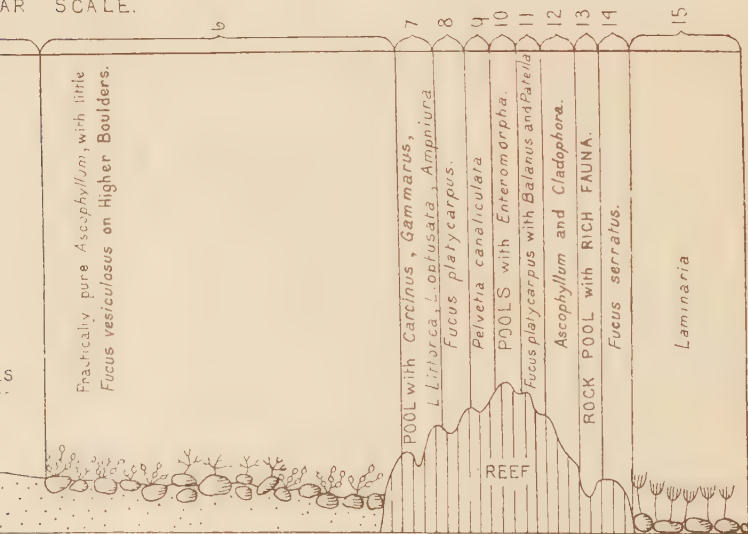 AR SCALE.
6
7
8
9
10
11
12
13
14
15
Practically pure Ascophyllum, with little
Fucus vesiculosus on Higher Boulders.
POOL with Carcinus, Gammarus,
L Littorea, L. obtusata, Amphiura
Fucus platycarpus.
Pelvetia canaliculata
POOLS with Enteromorpha.
Fucus platycarpus with Balanus and Patella
Ascophyllum and Cladophora.
ROCK POOL with RICH FAUNA.
Fucus serratus.
Laminaria
REEF